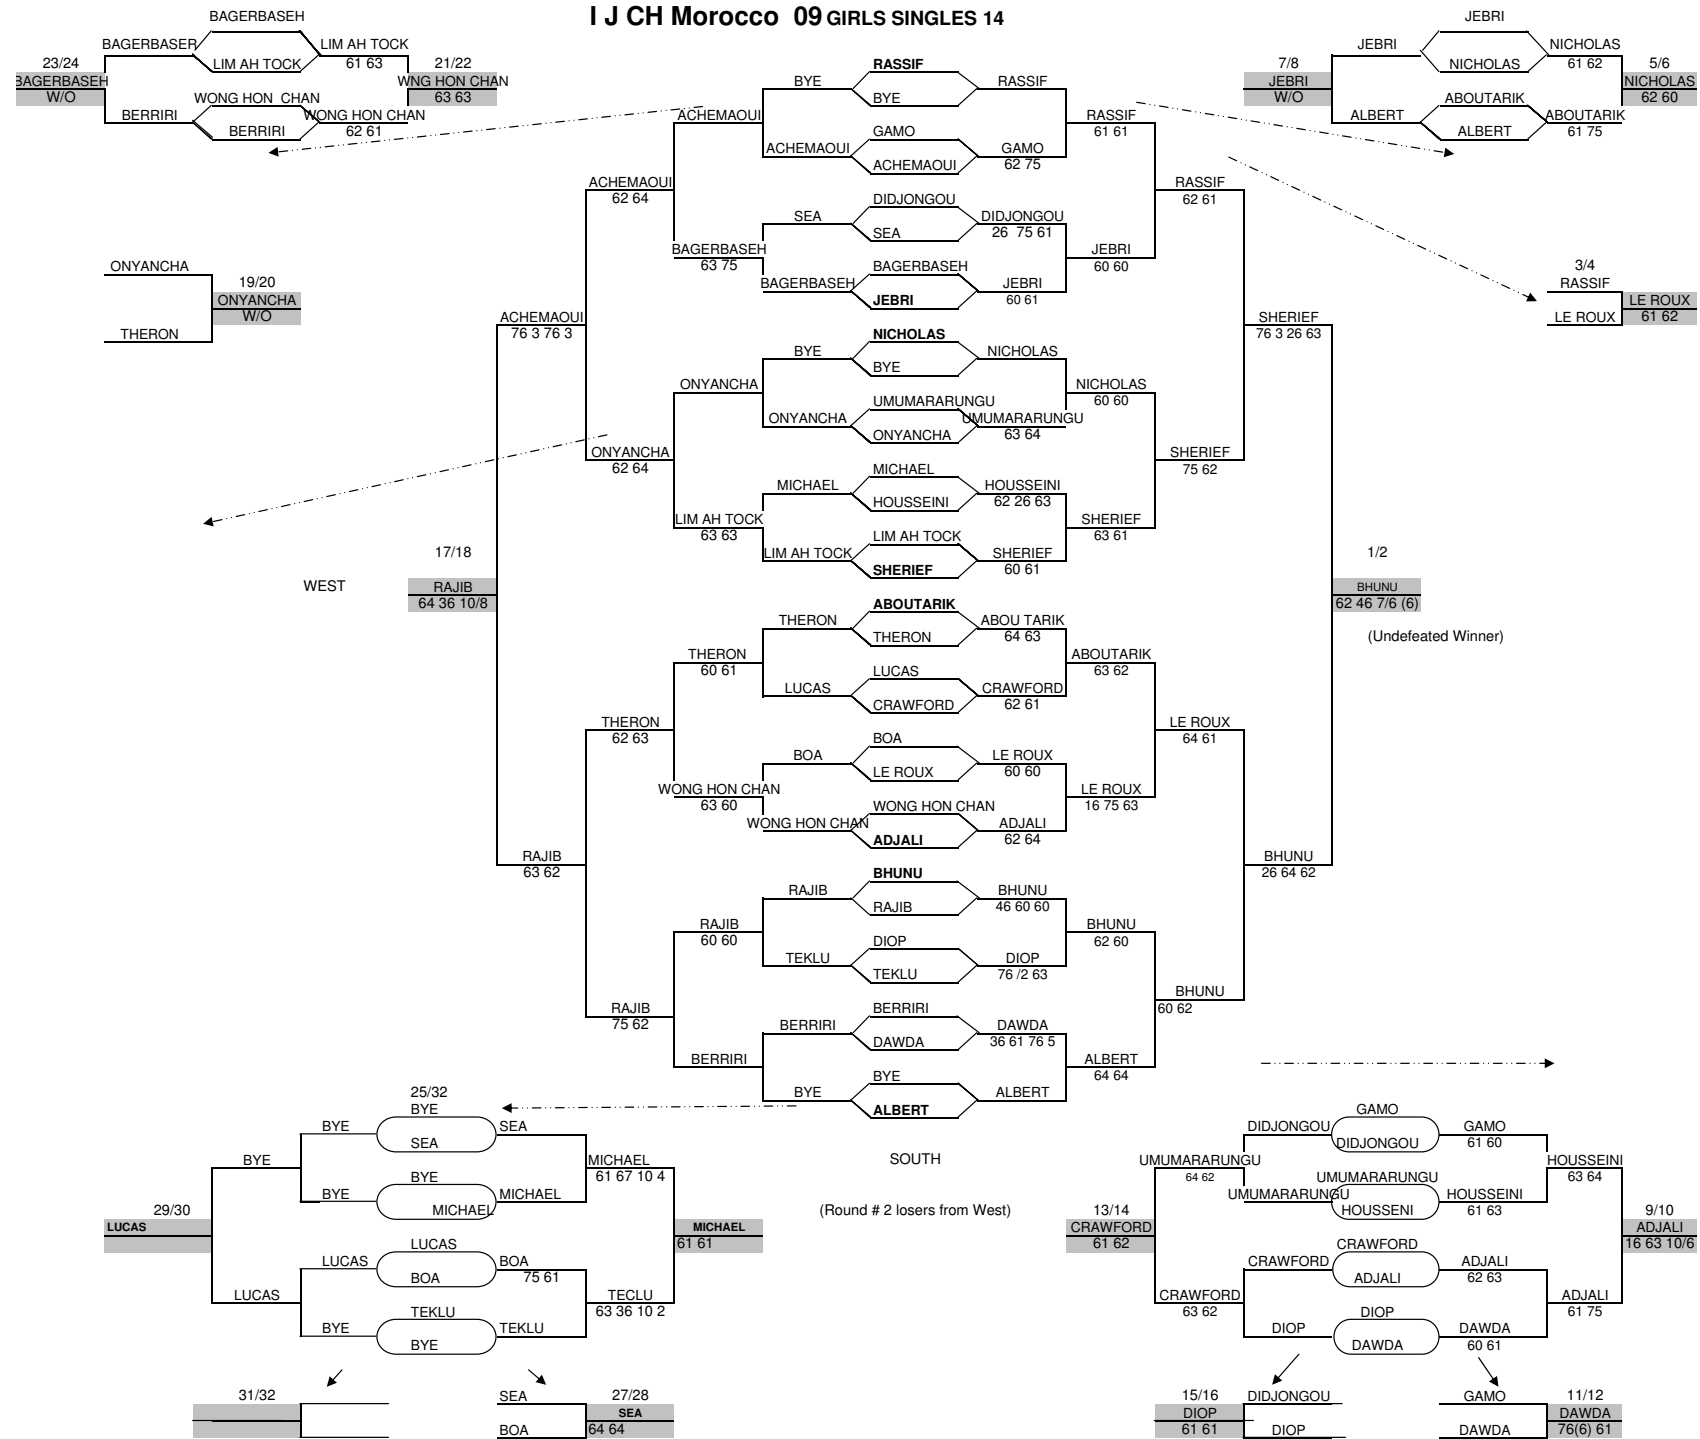 I J CH Morocco 09 GIRLS SINGLES 14
BAGERBASEH
BAGERBASER
LIM AH TOCK
LIM AH TOCK
61 63
23/24
BAGERBASEH
W/O
21/22
WNG HON CHAN
63 63
WONG HON CHAN
BERRIRI
BERRIRI
WONG HON CHAN
62 61
JEBRI
JEBRI
NICHOLAS
NICHOLAS
61 62
7/8
JEBRI
W/O
5/6
NICHOLAS
62 60
ABOUTARIK
ALBERT
ALBERT
ABOUTARIK
61 75
ONYANCHA
19/20
ONYANCHA
W/O
THERON
3/4
RASSIF
LE ROUX
61 62
LE ROUX
17/18
WEST
RAJIB
64 36 10/8
ACHEMAOUI
76 3 76 3
RAJIB
63 62
ACHEMAOUI
62 64
ONYANCHA
62 64
THERON
62 63
RAJIB
75 62
ACHEMAOUI
BAGERBASEH
63 75
ONYANCHA
LIM AH TOCK
63 63
THERON
60 61
WONG HON CHAN
63 60
RAJIB
60 60
BERRIRI
BYE
ACHEMAOUI
SEA
BAGERBASEH
BYE
ONYANCHA
MICHAEL
LIM AH TOCK
THERON
LUCAS
BOA
WONG HON CHAN
RAJIB
TEKLU
BERRIRI
BYE
RASSIF
BYE
GAMO
ACHEMAOUI
DIDJONGOU
SEA
BAGERBASEH
JEBRI
NICHOLAS
BYE
UMUMARARUNGU
ONYANCHA
MICHAEL
HOUSSEINI
LIM AH TOCK
SHERIEF
ABOUTARIK
THERON
LUCAS
CRAWFORD
BOA
LE ROUX
WONG HON CHAN
ADJALI
BHUNU
RAJIB
DIOP
TEKLU
BERRIRI
DAWDA
BYE
ALBERT
RASSIF
GAMO
62 75
DIDJONGOU
26 75 61
JEBRI
60 61
NICHOLAS
UMUMARARUNGU
63 64
HOUSSEINI
62 26 63
SHERIEF
60 61
ABOU TARIK
64 63
CRAWFORD
62 61
LE ROUX
60 60
ADJALI
62 64
BHUNU
46 60 60
DIOP
76 /2 63
DAWDA
36 61 76 5
ALBERT
RASSIF
61 61
JEBRI
60 60
NICHOLAS
60 60
SHERIEF
63 61
ABOUTARIK
63 62
LE ROUX
16 75 63
BHUNU
62 60
ALBERT
64 64
RASSIF
62 61
SHERIEF
75 62
LE ROUX
64 61
BHUNU
60 62
SHERIEF
76 3 26 63
BHUNU
26 64 62
1/2
BHUNU
62 46 7/6 (6)
(Undefeated Winner)
SOUTH
(Round # 2 losers from West)
25/32
BYE
BYE
SEA
SEA
BYE
BYE
BYE
MICHAEL
MICHAEL
MICHAEL
61 67 10 4
29/30
LUCAS
MICHAEL
61 61
LUCAS
LUCAS
BOA
BOA
75 61
LUCAS
TECLU
63 36 10 2
TEKLU
BYE
BYE
TEKLU
31/32
SEA
27/28
SEA
64 64
BOA
GAMO
DIDJONGOU
DIDJONGOU
GAMO
61 60
UMUMARARUNGU
64 62
HOUSSEINI
63 64
UMUMARARUNGU
UMUMARARUNGU
HOUSSENI
HOUSSEINI
61 63
13/14
CRAWFORD
61 62
9/10
ADJALI
16 63 10/6
CRAWFORD
CRAWFORD
ADJALI
ADJALI
62 63
CRAWFORD
63 62
ADJALI
61 75
DIOP
DIOP
DAWDA
DAWDA
60 61
15/16
DIOP
61 61
DIDJONGOU
DIOP
GAMO
DAWDA
11/12
DAWDA
76(6) 61